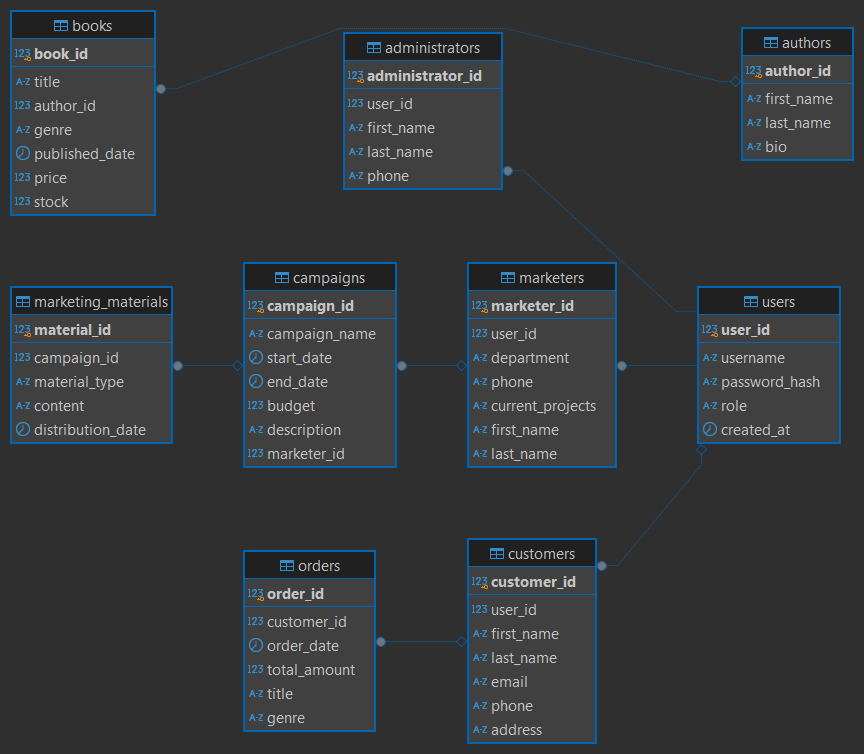 books
123 book_id
A-Z title
123 author_id
A-Z genre
published_date
123 price
123 stock
administrators
123 administrator_id
123 user_id
A-Z first_name
A-Z last_name
A-Z phone
authors
123 author_id
A-Z first_name
A-Z last_name
A-Z bio
marketing_materials
123 material_id
123 campaign_id
A-Z material_type
A-Z content
distribution_date
campaigns
123 campaign_id
A-Z campaign_name
start_date
end_date
123 budget
A-Z description
123 marketer_id
marketers
123 marketer_id
123 user_id
A-Z department
A-Z phone
A-Z current_projects
A-Z first_name
A-Z last_name
users
123 user_id
A-Z username
A-Z password_hash
A-Z role
created_at
orders
123 order_id
123 customer_id
order_date
123 total_amount
A-Z title
A-Z genre
customers
123 customer_id
123 user_id
A-Z first_name
A-Z last_name
A-Z email
A-Z phone
A-Z address